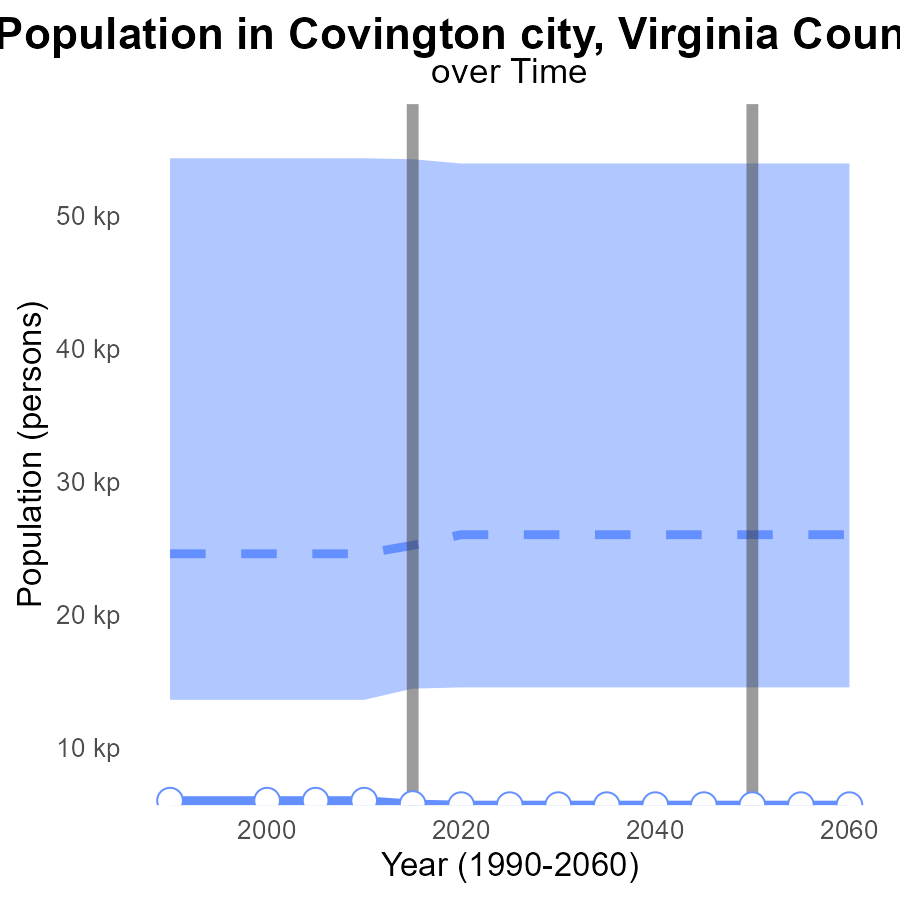 Population in Covington city, Virginia Coun
over Time
50 kp
40 kp
30 kp
20 kp
10 kp
Population (persons)
2000
2020
2040
2060
Year (1990-2060)